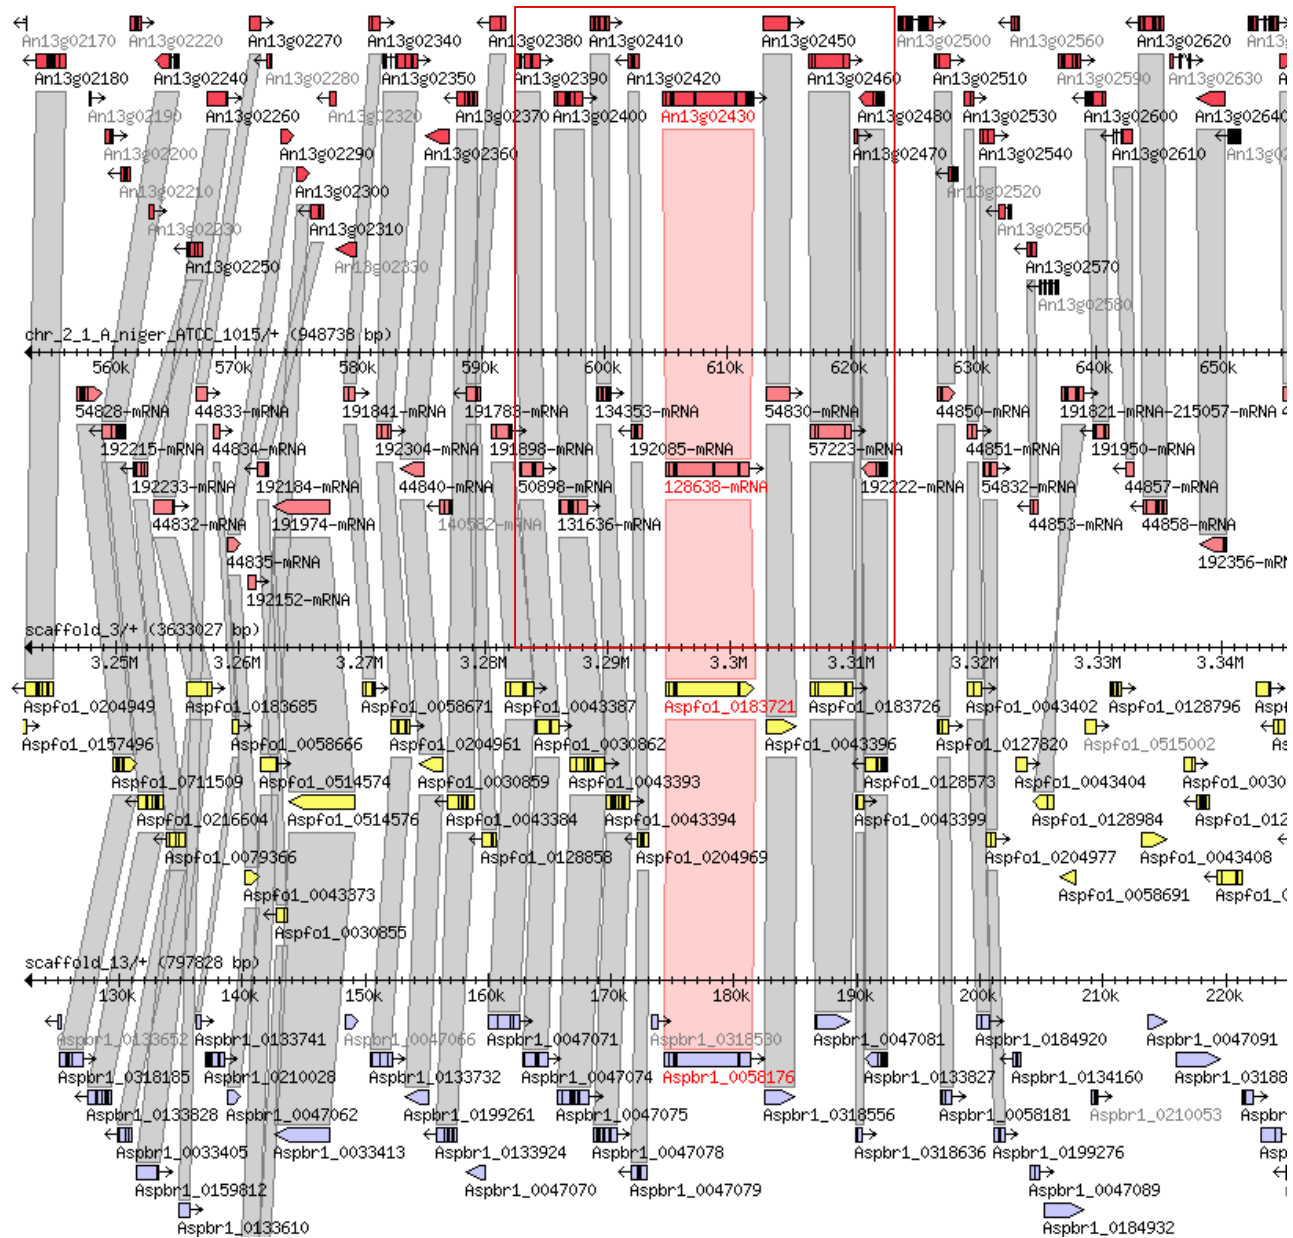 An13g02170 An13g02220 An13g02270 An13g02340 An13g02380 An13g02410 An13g02450 An13g02500 An13g02560 An13g02620
An13g02180 An13g02240 An13g02280 An13g02350 An13g02390 An13g02420 An13g02460 An13g02510 An13g02590 An13g02630
An13g02190 An13g02260 An13g02320 An13g02370 An13g02400 An13g02430 An13g02480 An13g02530 An13g02600 An13g02640
An13g02200 An13g02290 An13g02360 An13g02470 An13g02540 An13g02610
An13g02210 An13g02300 An13g02520
An13g02230 An13g02310 An13g02550
An13g02250 An13g02330 An13g02570
An13g02580
chr_2_1_A_niger_ATCC_1015/+ (948738 bp)
560k 570k 580k 590k 600k 610k 620k 630k 640k 650k
54828-mRNA 44833-mRNA 191841-mRNA 191783-mRNA 134353-mRNA 54830-mRNA 44850-mRNA 191821-mRNA-215057-mRNA
192215-mRNA 44834-mRNA 192304-mRNA 191898-mRNA 192085-mRNA 57223-mRNA 44851-mRNA 191950-mRNA
192233-mRNA 192184-mRNA 44840-mRNA 50898-mRNA 128638-mRNA 192222-mRNA 54832-mRNA 44857-mRNA
44832-mRNA 191974-mRNA 140582-mRNA 131636-mRNA 44853-mRNA 44858-mRNA
44835-mRNA 192356-mR
192152-mRNA
scaffold_3/+ (3633027 bp)
3.25M 3.26M 3.27M 3.28M 3.29M 3.3M 3.31M 3.32M 3.33M 3.34M
Aspfo1_0204949 Aspfo1_0183685 Aspfo1_0058671 Aspfo1_0043387 Aspfo1_0183721 Aspfo1_0183726 Aspfo1_0043402 Aspfo1_0128796
Aspfo1_0157496 Aspfo1_0058666 Aspfo1_0204961 Aspfo1_0030862 Aspfo1_0043396 Aspfo1_0127820 Aspfo1_0515002
Aspfo1_0711509 Aspfo1_0514574 Aspfo1_0030859 Aspfo1_0043393 Aspfo1_0128573 Aspfo1_0043404 Aspfo1_0030
Aspfo1_0216604 Aspfo1_0514576 Aspfo1_0043384 Aspfo1_0043394 Aspfo1_0043399 Aspfo1_0128984 Aspfo1_012
Aspfo1_0079366 Aspfo1_0128858 Aspfo1_0204969 Aspfo1_0204977 Aspfo1_0043408
Aspfo1_0043373 Aspfo1_0058691
Aspfo1_0030855
scaffold_13/+ (797828 bp)
130k 140k 150k 160k 170k 180k 190k 200k 210k 220k
Aspbr1_0133652 Aspbr1_0133741 Aspbr1_0047066 Aspbr1_0047071 Aspbr1_0318530 Aspbr1_0047081 Aspbr1_0184920 Aspbr1_0047091
Aspbr1_0318185 Aspbr1_0210028 Aspbr1_0133732 Aspbr1_0047074 Aspbr1_0058176 Aspbr1_0133827 Aspbr1_0134160 Aspbr1_0318
Aspbr1_0133828 Aspbr1_0047062 Aspbr1_0199261 Aspbr1_0047075 Aspbr1_0318556 Aspbr1_0058181 Aspbr1_0210053 Aspbr
Aspbr1_0033405 Aspbr1_0033413 Aspbr1_0133924 Aspbr1_0047078 Aspbr1_0318636 Aspbr1_0199276 Asp
Aspbr1_0159812 Aspbr1_0047070 Aspbr1_0047079 Aspbr1_0047089
Aspbr1_0133610 Aspbr1_0184932